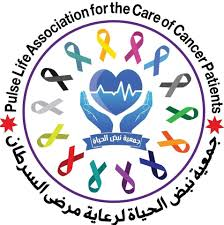 Pulse Life Association for the Care of Cancer Patients
جمعية نبض الحياة
جمعية نبض الحياة لرعاية مرضى السرطان